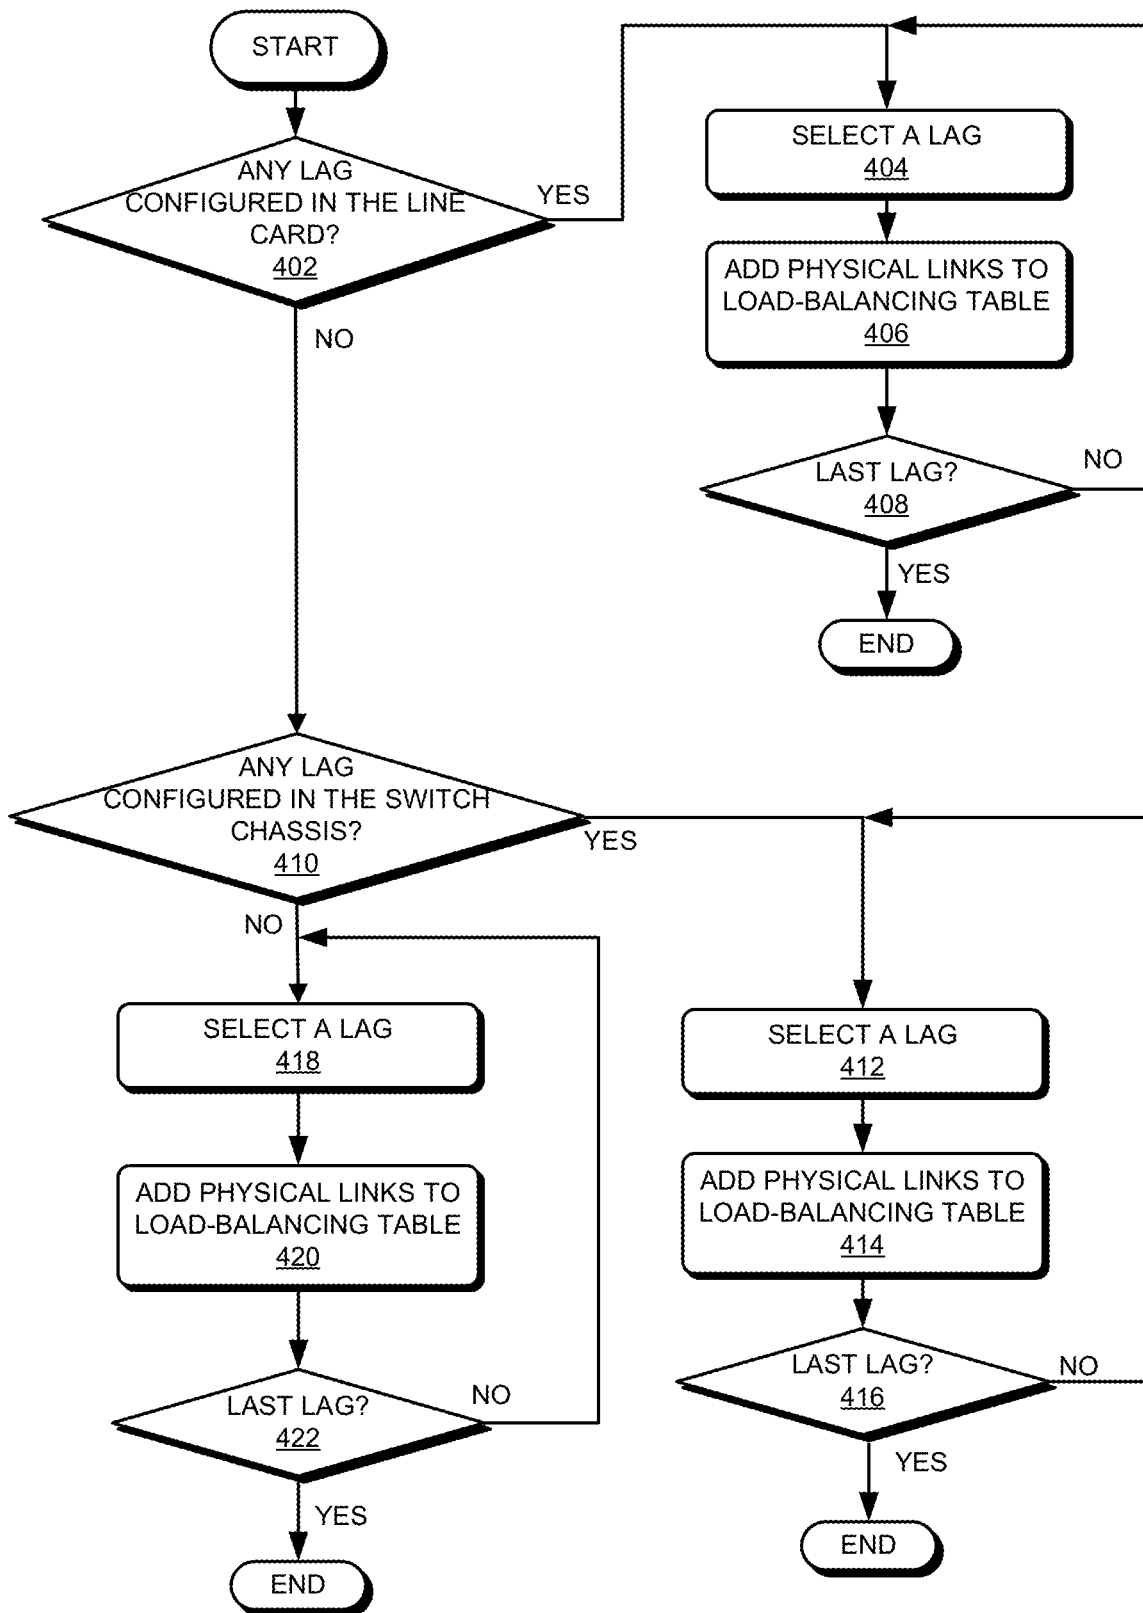 START
ANY LAG
CONFIGURED IN THE LINE
CARD?
402
YES
NO
SELECT A LAG
404
ADD PHYSICAL LINKS TO
LOAD-BALANCING TABLE
406
LAST LAG?
408
NO
YES
END
ANY LAG
CONFIGURED IN THE SWITCH
CHASSIS?
410
YES
NO
SELECT A LAG
418
ADD PHYSICAL LINKS TO
LOAD-BALANCING TABLE
420
LAST LAG?
422
NO
YES
END
SELECT A LAG
412
ADD PHYSICAL LINKS TO
LOAD-BALANCING TABLE
414
LAST LAG?
416
NO
YES
END